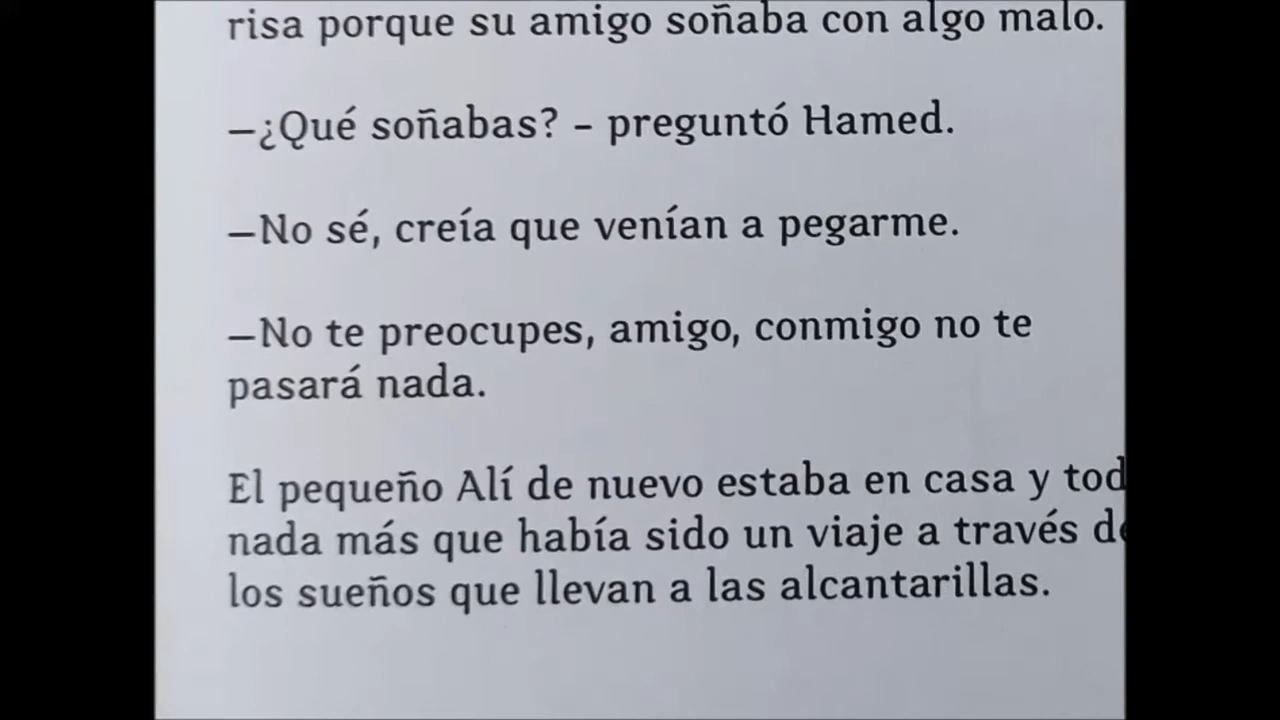 risa porque su amigo soñaba con algo malo.
—¿Qué soñabas? – preguntó Hamed.
—No sé, creía que venían a pegarme.
—No te preocupes, amigo, conmigo no te
pasará nada.
El pequeño Alí de nuevo estaba en casa y tod
nada más que había sido un viaje a través de
los sueños que llevan a las alcantarillas.